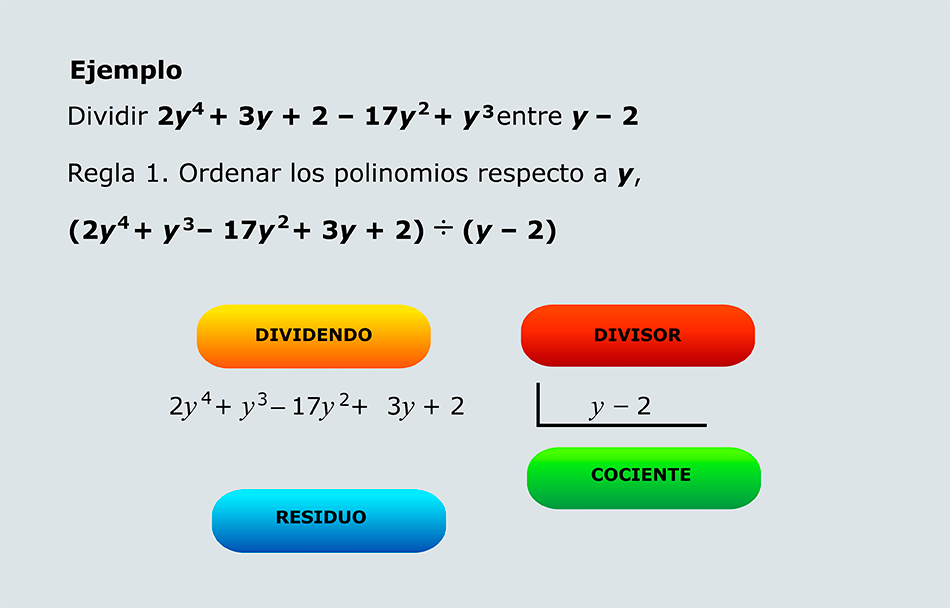 Ejemplo
Dividir 2y⁴ + 3y + 2 – 17y² + y³ entre y – 2
Regla 1. Ordenar los polinomios respecto a y,
(2y⁴ + y³ – 17y² + 3y + 2) ÷ (y – 2)
DIVIDENDO DIVISOR
2y⁴ + y³ – 17y² + 3y + 2 y – 2
COCIENTE
RESIDUO